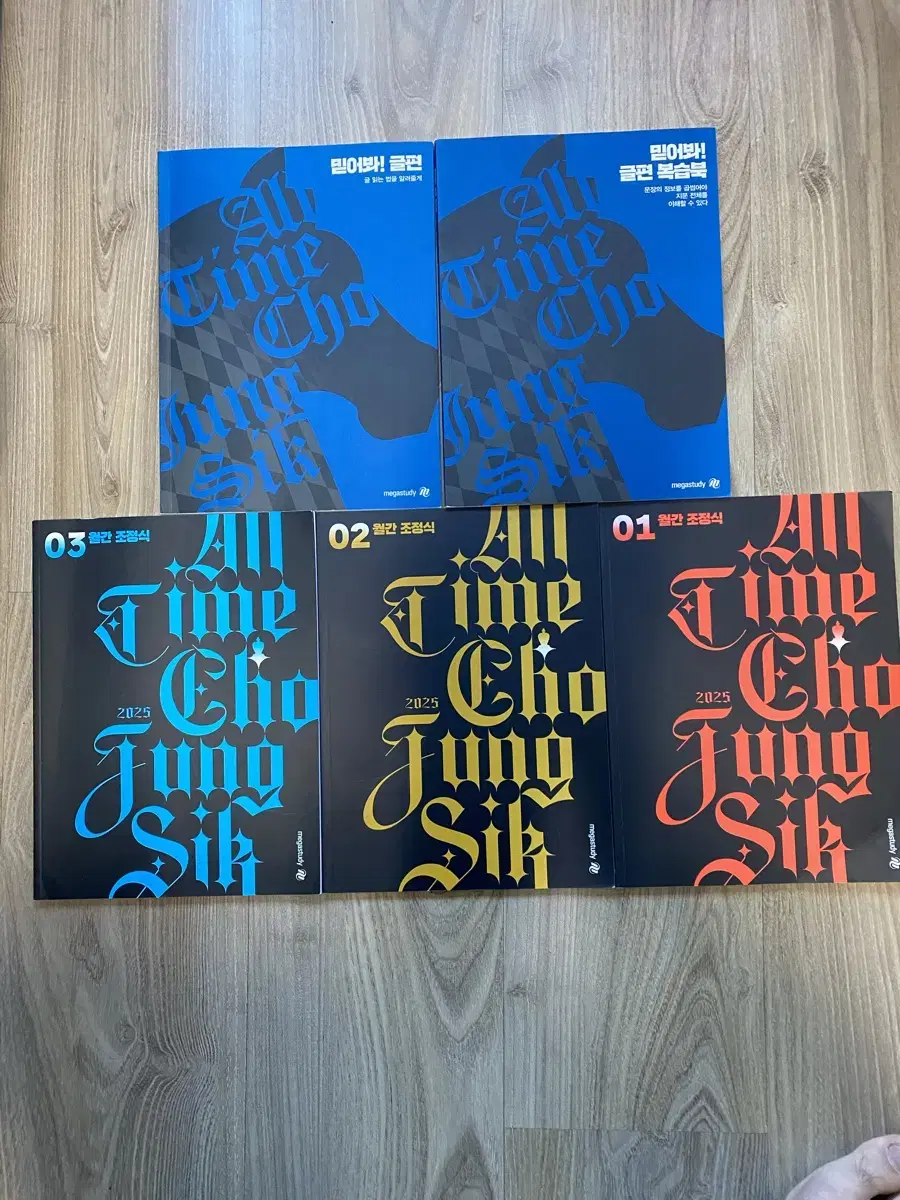 믿어봐! 글편
글 읽는 법을 알려줄게
All
Time
Cho
Jung
Sik
megastudy
믿어봐!
글편 복습북
문장의 정보를 곱씹어야
지문 전체를
이해할 수 있다
All
Time
Cho
Jung
Sik
megastudy
03 월간 조정식
All
Time
Cho
2025
Jung
Sik
megastudy
02 월간 조정식
All
Time
Cho
2025
Jung
Sik
megastudy
01 월간 조정식
All
Time
Cho
2025
Jung
Sik
megastudy